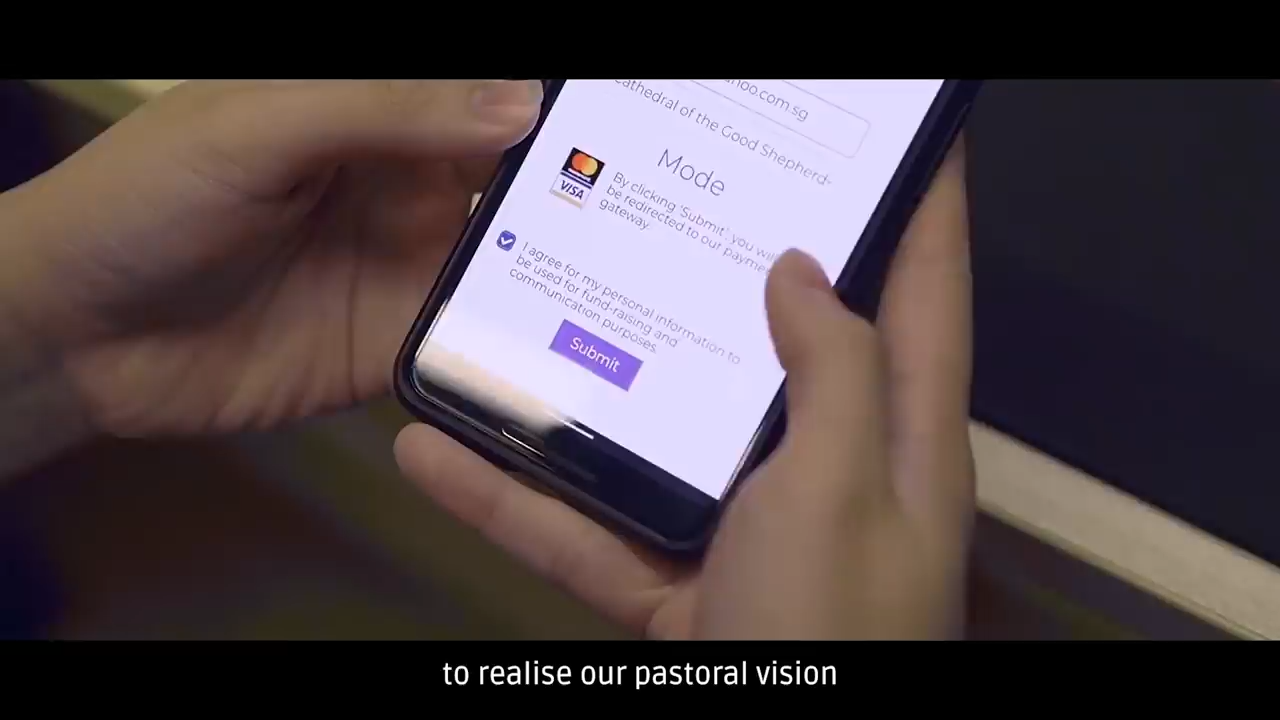 .com.sg
Cathedral of the Good Shepherd-
Mode
VISA
By clicking 'Submit', you will
be redirected to our
gateway.
I agree for my personal information to
be used for fund-raising and
communication purposes.
Submit
to realise our pastoral vision